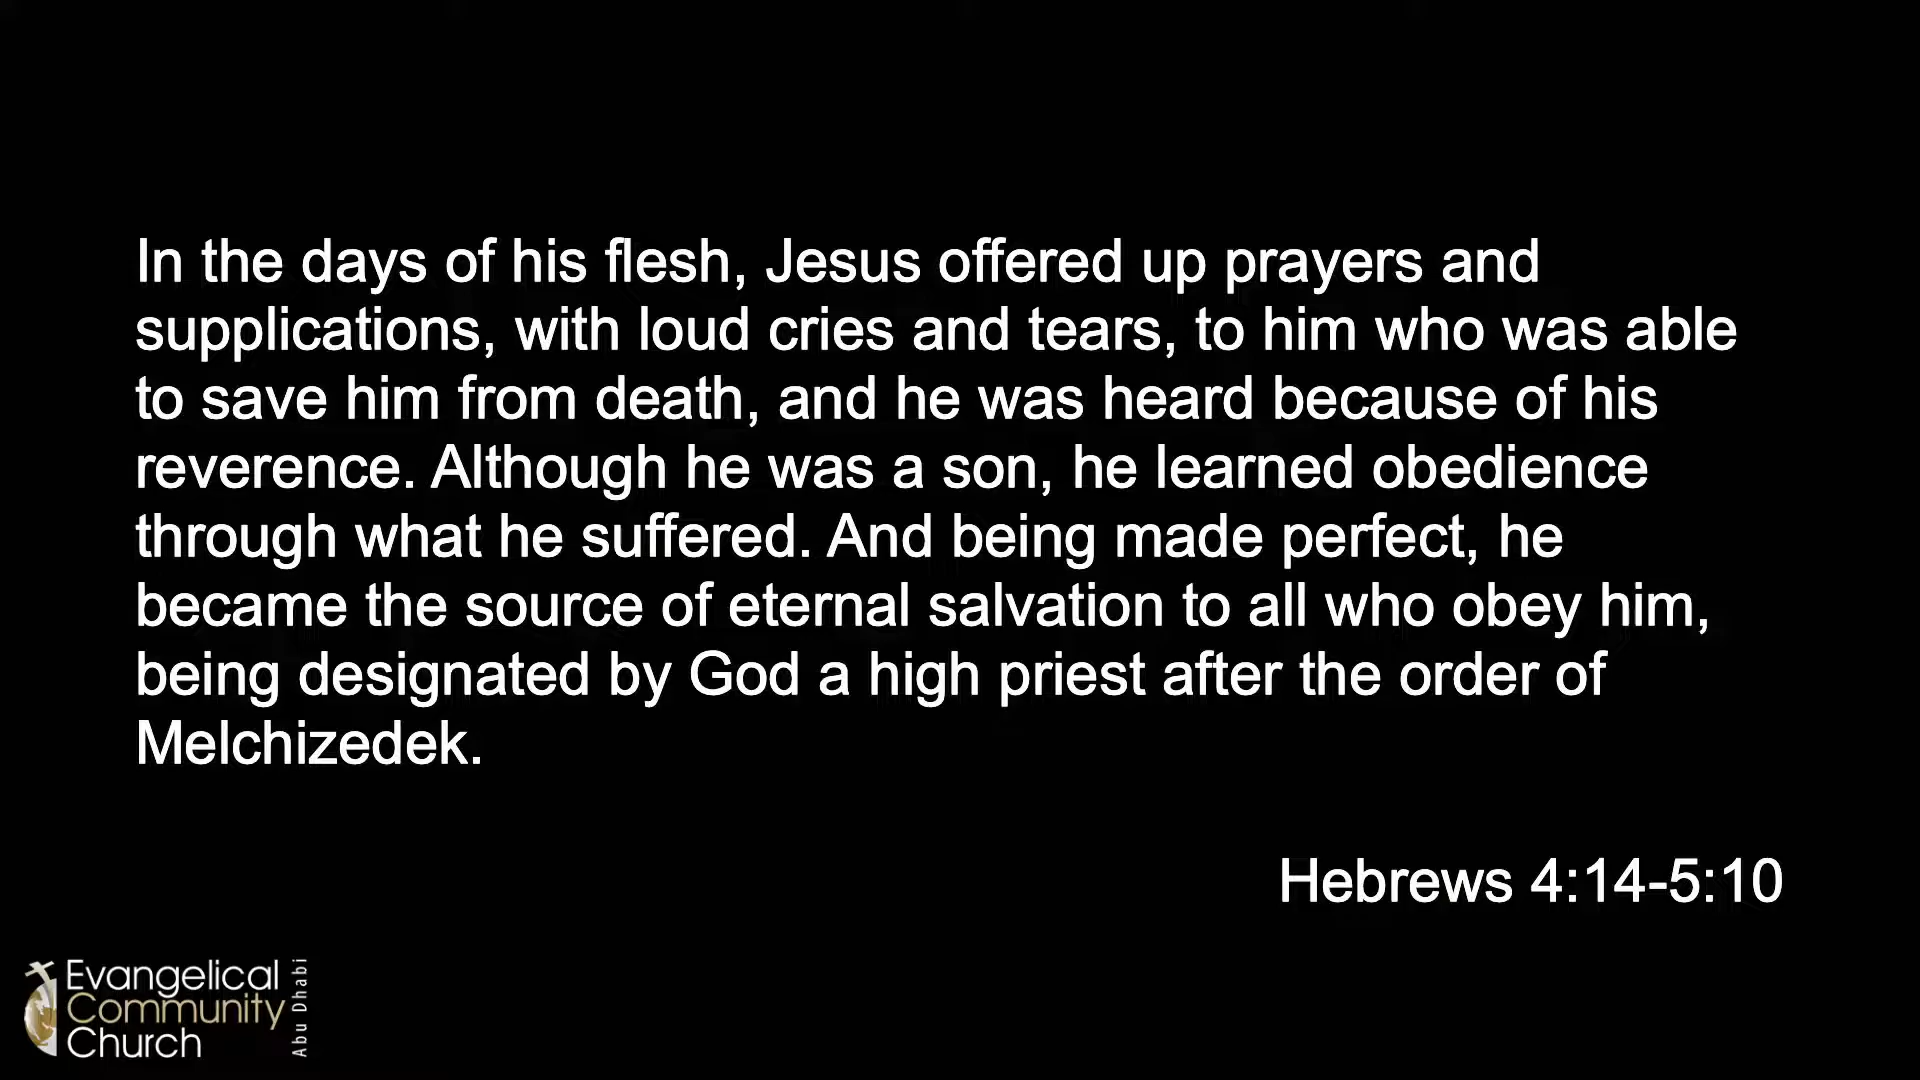 In the days of his flesh, Jesus offered up prayers and
supplications, with loud cries and tears, to him who was able
to save him from death, and he was heard because of his
reverence. Although he was a son, he learned obedience
through what he suffered. And being made perfect, he
became the source of eternal salvation to all who obey him,
being designated by God a high priest after the order of
Melchizedek.
Hebrews 4:14-5:10
Evangelical
Community
Church
Abu Dhabi